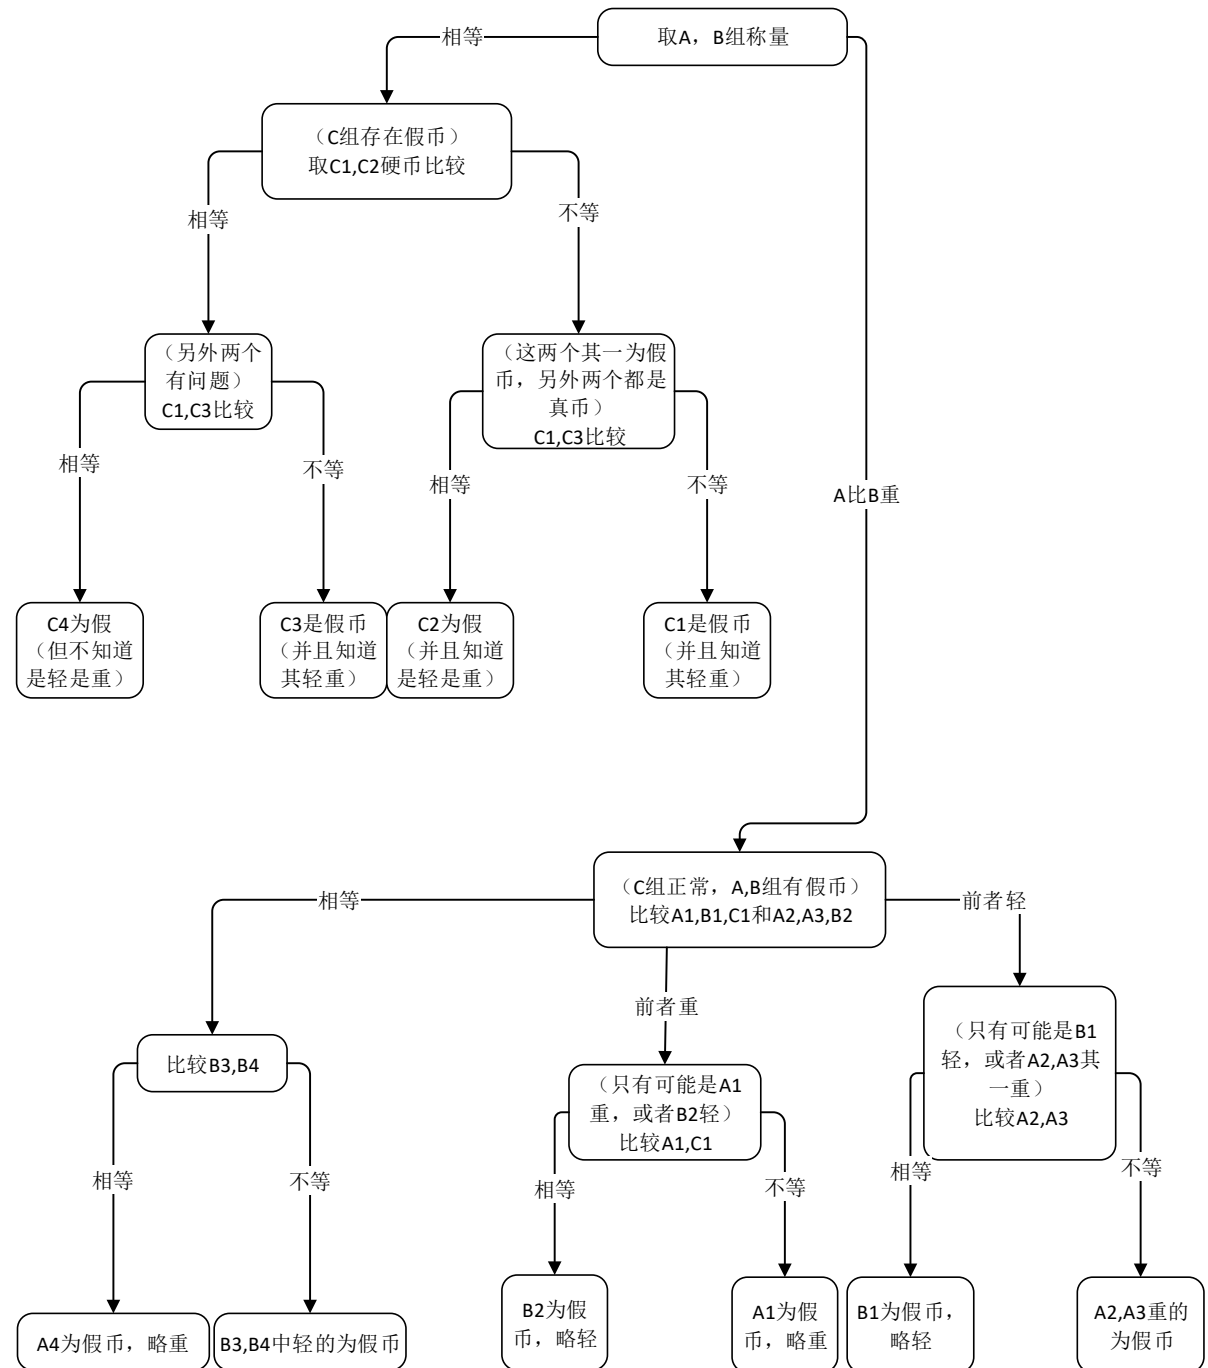 取A，B组称量
相等
（C组存在假币）
取C1,C2硬币比较
相等
不等
（另外两个
有问题）
C1,C3比较
（这两个其一为假
币，另外两个都是
真币）
C1,C3比较
相等
不等
相等
不等
A比B重
C4为假
（但不知道
是轻是重）
C3是假币
（并且知道
其轻重）
C2为假
（并且知道
是轻是重）
C1是假币
（并且知道
其轻重）
（C组正常，A,B组有假币）
比较A1,B1,C1和A2,A3,B2
相等
前者重
前者轻
比较B3,B4
（只有可能是A1
重，或者B2轻）
比较A1,C1
（只有可能是B1
轻，或者A2,A3其
一重）
比较A2,A3
相等
不等
相等
不等
相等
不等
A4为假币，略重
B3,B4中轻的为假币
B2为假
币，略轻
A1为假
币，略重
B1为假币，
略轻
A2,A3重的
为假币